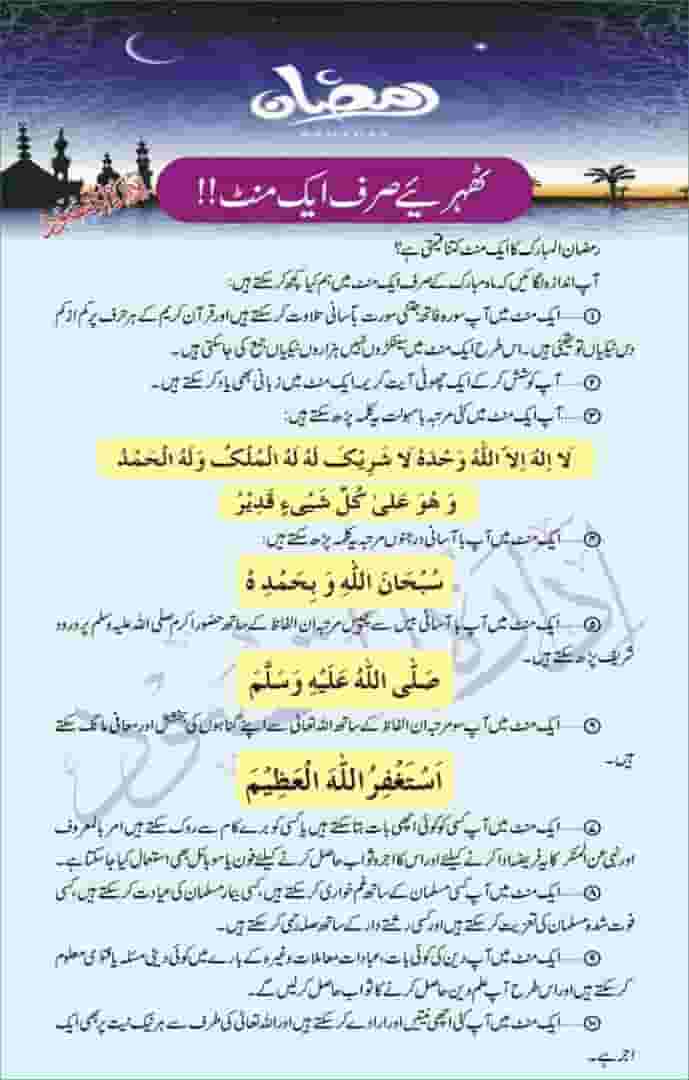 رمضان
RAMADAN
ٹھہریئے صرف ایک منٹ!!
رمضان المبارک کا ایک منٹ کتنا قیمتی ہے؟
آپ اندازہ لگائیں کہ ماہ مبارک کے صرف ایک منٹ میں ہم کیا کچھ کر سکتے ہیں:
①—ایک منٹ میں آپ سورہ فاتحہ جتنی سورت بآسانی تلاوت کر سکتے ہیں اور قرآن کریم کے ہر حرف پر کم از کم
دس نیکیاں تو یقینی ہیں۔ اس طرح ایک منٹ میں سینکڑوں نہیں ہزاروں نیکیاں جمع کی جا سکتی ہیں۔
②—آپ کوشش کر کے ایک چھوٹی آیت کریمہ ایک منٹ میں زبانی بھی یاد کر سکتے ہیں۔
③—آپ ایک منٹ میں کئی مرتبہ با سہولت یہ کلمہ پڑھ سکتے ہیں:
لَا اِلٰهَ اِلَّا اللّٰهُ وَحْدَهٗ لَا شَرِيْكَ لَهٗ لَهُ الْمُلْكُ وَلَهُ الْحَمْدُ
وَ هُوَ عَلٰى كُلِّ شَيْءٍ قَدِيْرٌ
④—ایک منٹ میں آپ با آسانی درجنوں مرتبہ یہ کلمہ پڑھ سکتے ہیں:
سُبْحَانَ اللّٰهِ وَ بِحَمْدِهٖ
⑤—ایک منٹ میں آپ با آسانی بیس سے پچیس مرتبہ ان الفاظ کے ساتھ حضور اکرم صلی اللہ علیہ وسلم پر درود
شریف پڑھ سکتے ہیں۔
صَلَّى اللّٰهُ عَلَيْهِ وَسَلَّمَ
⑥—ایک منٹ میں آپ سو مرتبہ ان الفاظ کے ساتھ اللہ تعالیٰ سے اپنے گناہوں کی بخشش اور معافی مانگ سکتے
ہیں۔
اَسْتَغْفِرُ اللّٰهَ الْعَظِيْمَ
⑦—ایک منٹ میں آپ کسی کو کوئی اچھی بات بتا سکتے ہیں یا کسی کو برے کام سے روک سکتے ہیں امر بالمعروف
اور نہی عن المنکر کا یہ فریضہ ادا کرنے کیلئے اور اس کا اجر و ثواب حاصل کرنے کیلئے فون یا موبائل بھی استعمال کیا جا سکتا ہے۔
⑧—ایک منٹ میں آپ کسی مسلمان کے ساتھ غم خواری کر سکتے ہیں، کسی بیمار مسلمان کی عیادت کر سکتے ہیں، کسی
فوت شدہ مسلمان کی تعزیت کر سکتے ہیں اور کسی رشتے دار کے ساتھ صلہ رحمی کر سکتے ہیں۔
⑨—ایک منٹ میں آپ دین کی کوئی بات، عبادات معاملات وغیرہ کے بارے میں کوئی دینی مسئلہ یا فتاویٰ معلوم
کر سکتے ہیں اور اس طرح آپ علم دین حاصل کرنے کا ثواب حاصل کر لیں گے۔
⑩—ایک منٹ میں آپ کئی اچھی نیتیں اور ارادے کر سکتے ہیں اور اللہ تعالیٰ کی طرف سے ہر نیک نیت پر بھی ایک
اجر ہے۔